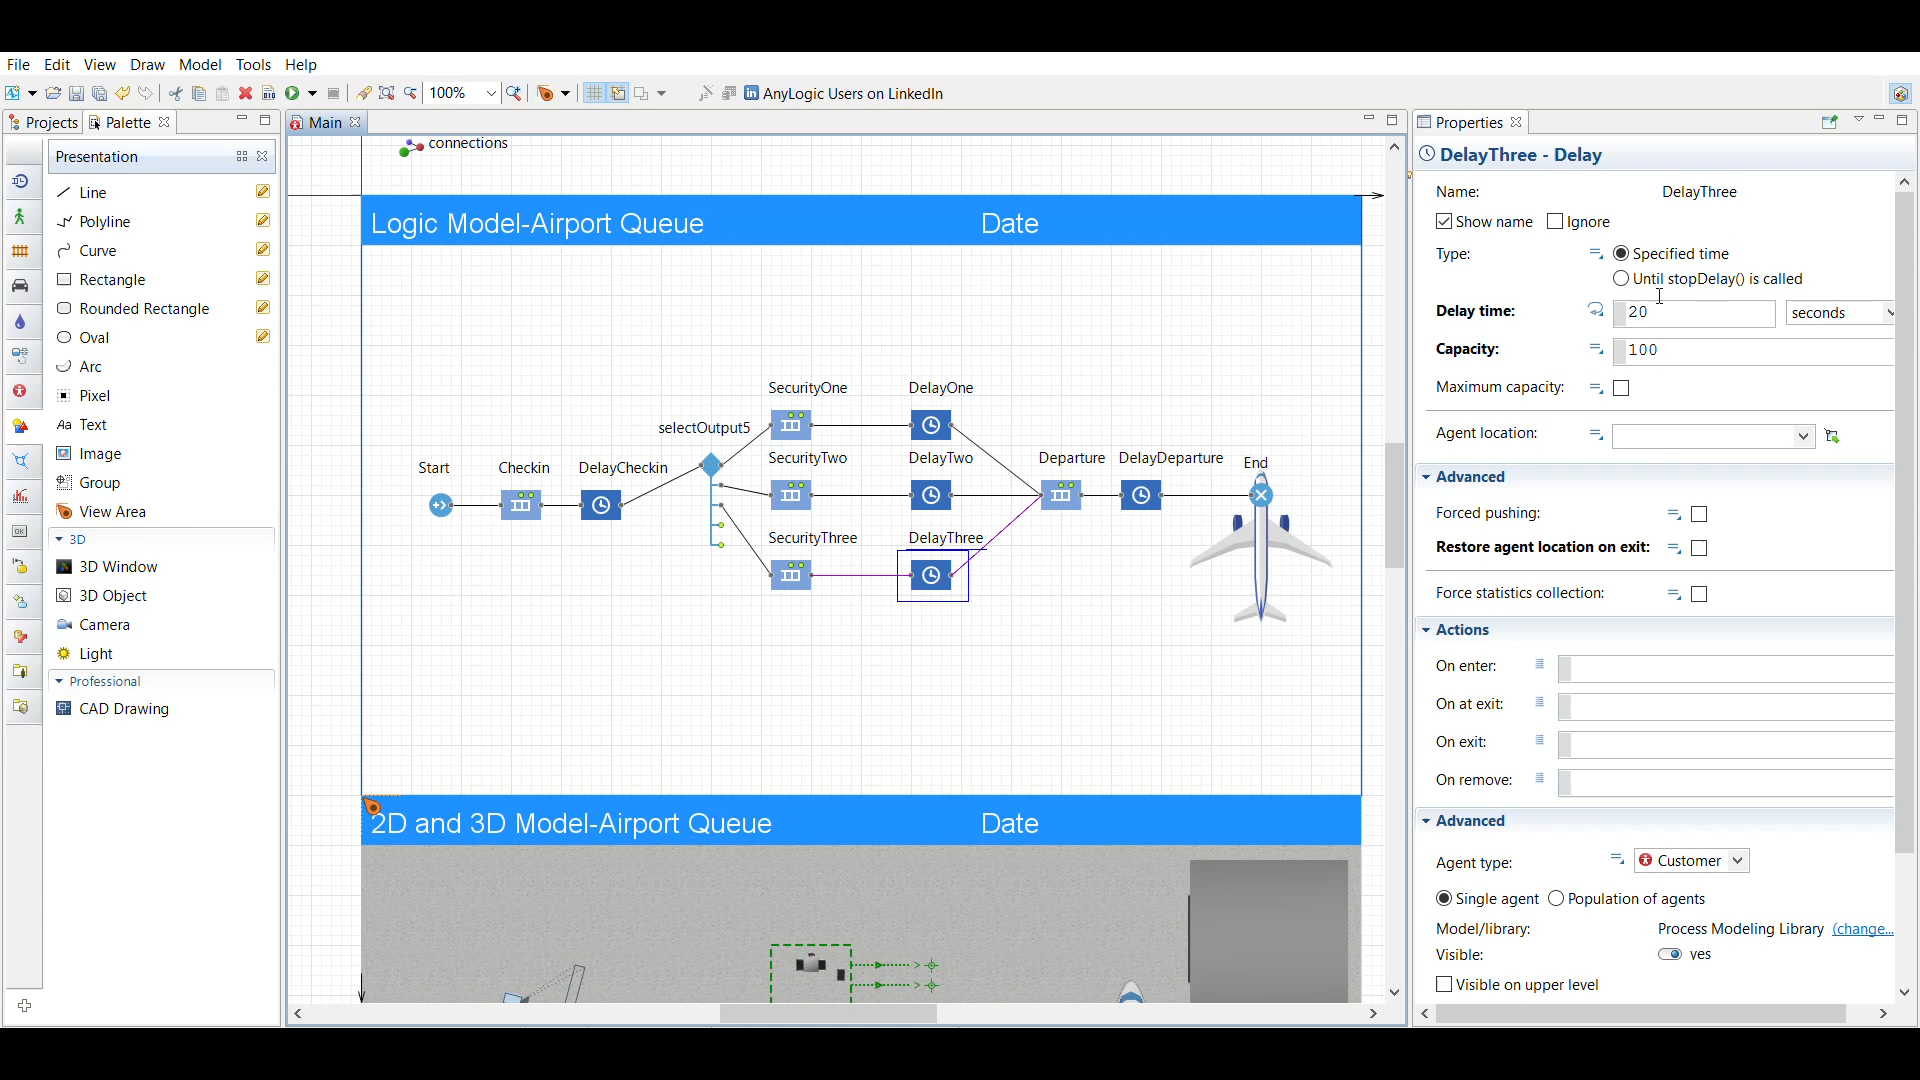 File Edit View Draw Model Tools Help
100% AnyLogic Users on LinkedIn
Projects Palette Main Properties
Presentation
Line
Polyline
Curve
Rectangle
Rounded Rectangle
Oval
Arc
Pixel
Aa Text
Image
Group
View Area
3D
3D Window
3D Object
Camera
Light
Professional
CAD Drawing
connections
Logic Model-Airport Queue Date
SecurityOne DelayOne
selectOutput5
SecurityTwo DelayTwo Departure DelayDeparture End
Start Checkin DelayCheckin
SecurityThree DelayThree
2D and 3D Model-Airport Queue Date
DelayThree - Delay
Name: DelayThree
Show name Ignore
Type: Specified time
Until stopDelay() is called
Delay time: 20 seconds
Capacity: 100
Maximum capacity:
Agent location:
Advanced
Forced pushing:
Restore agent location on exit:
Force statistics collection:
Actions
On enter:
On at exit:
On exit:
On remove:
Advanced
Agent type: Customer
Single agent Population of agents
Model/library: Process Modeling Library (change...
Visible: yes
Visible on upper level